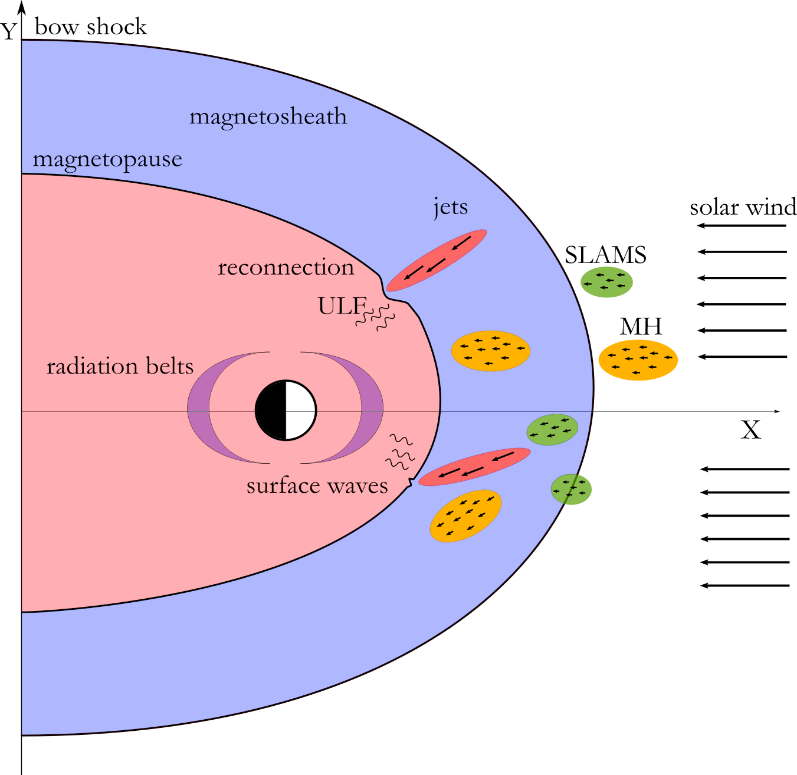 Y
bow shock
magnetosheath
magnetopause
jets
solar wind
SLAMS
reconnection
ULF
MH
radiation belts
X
surface waves